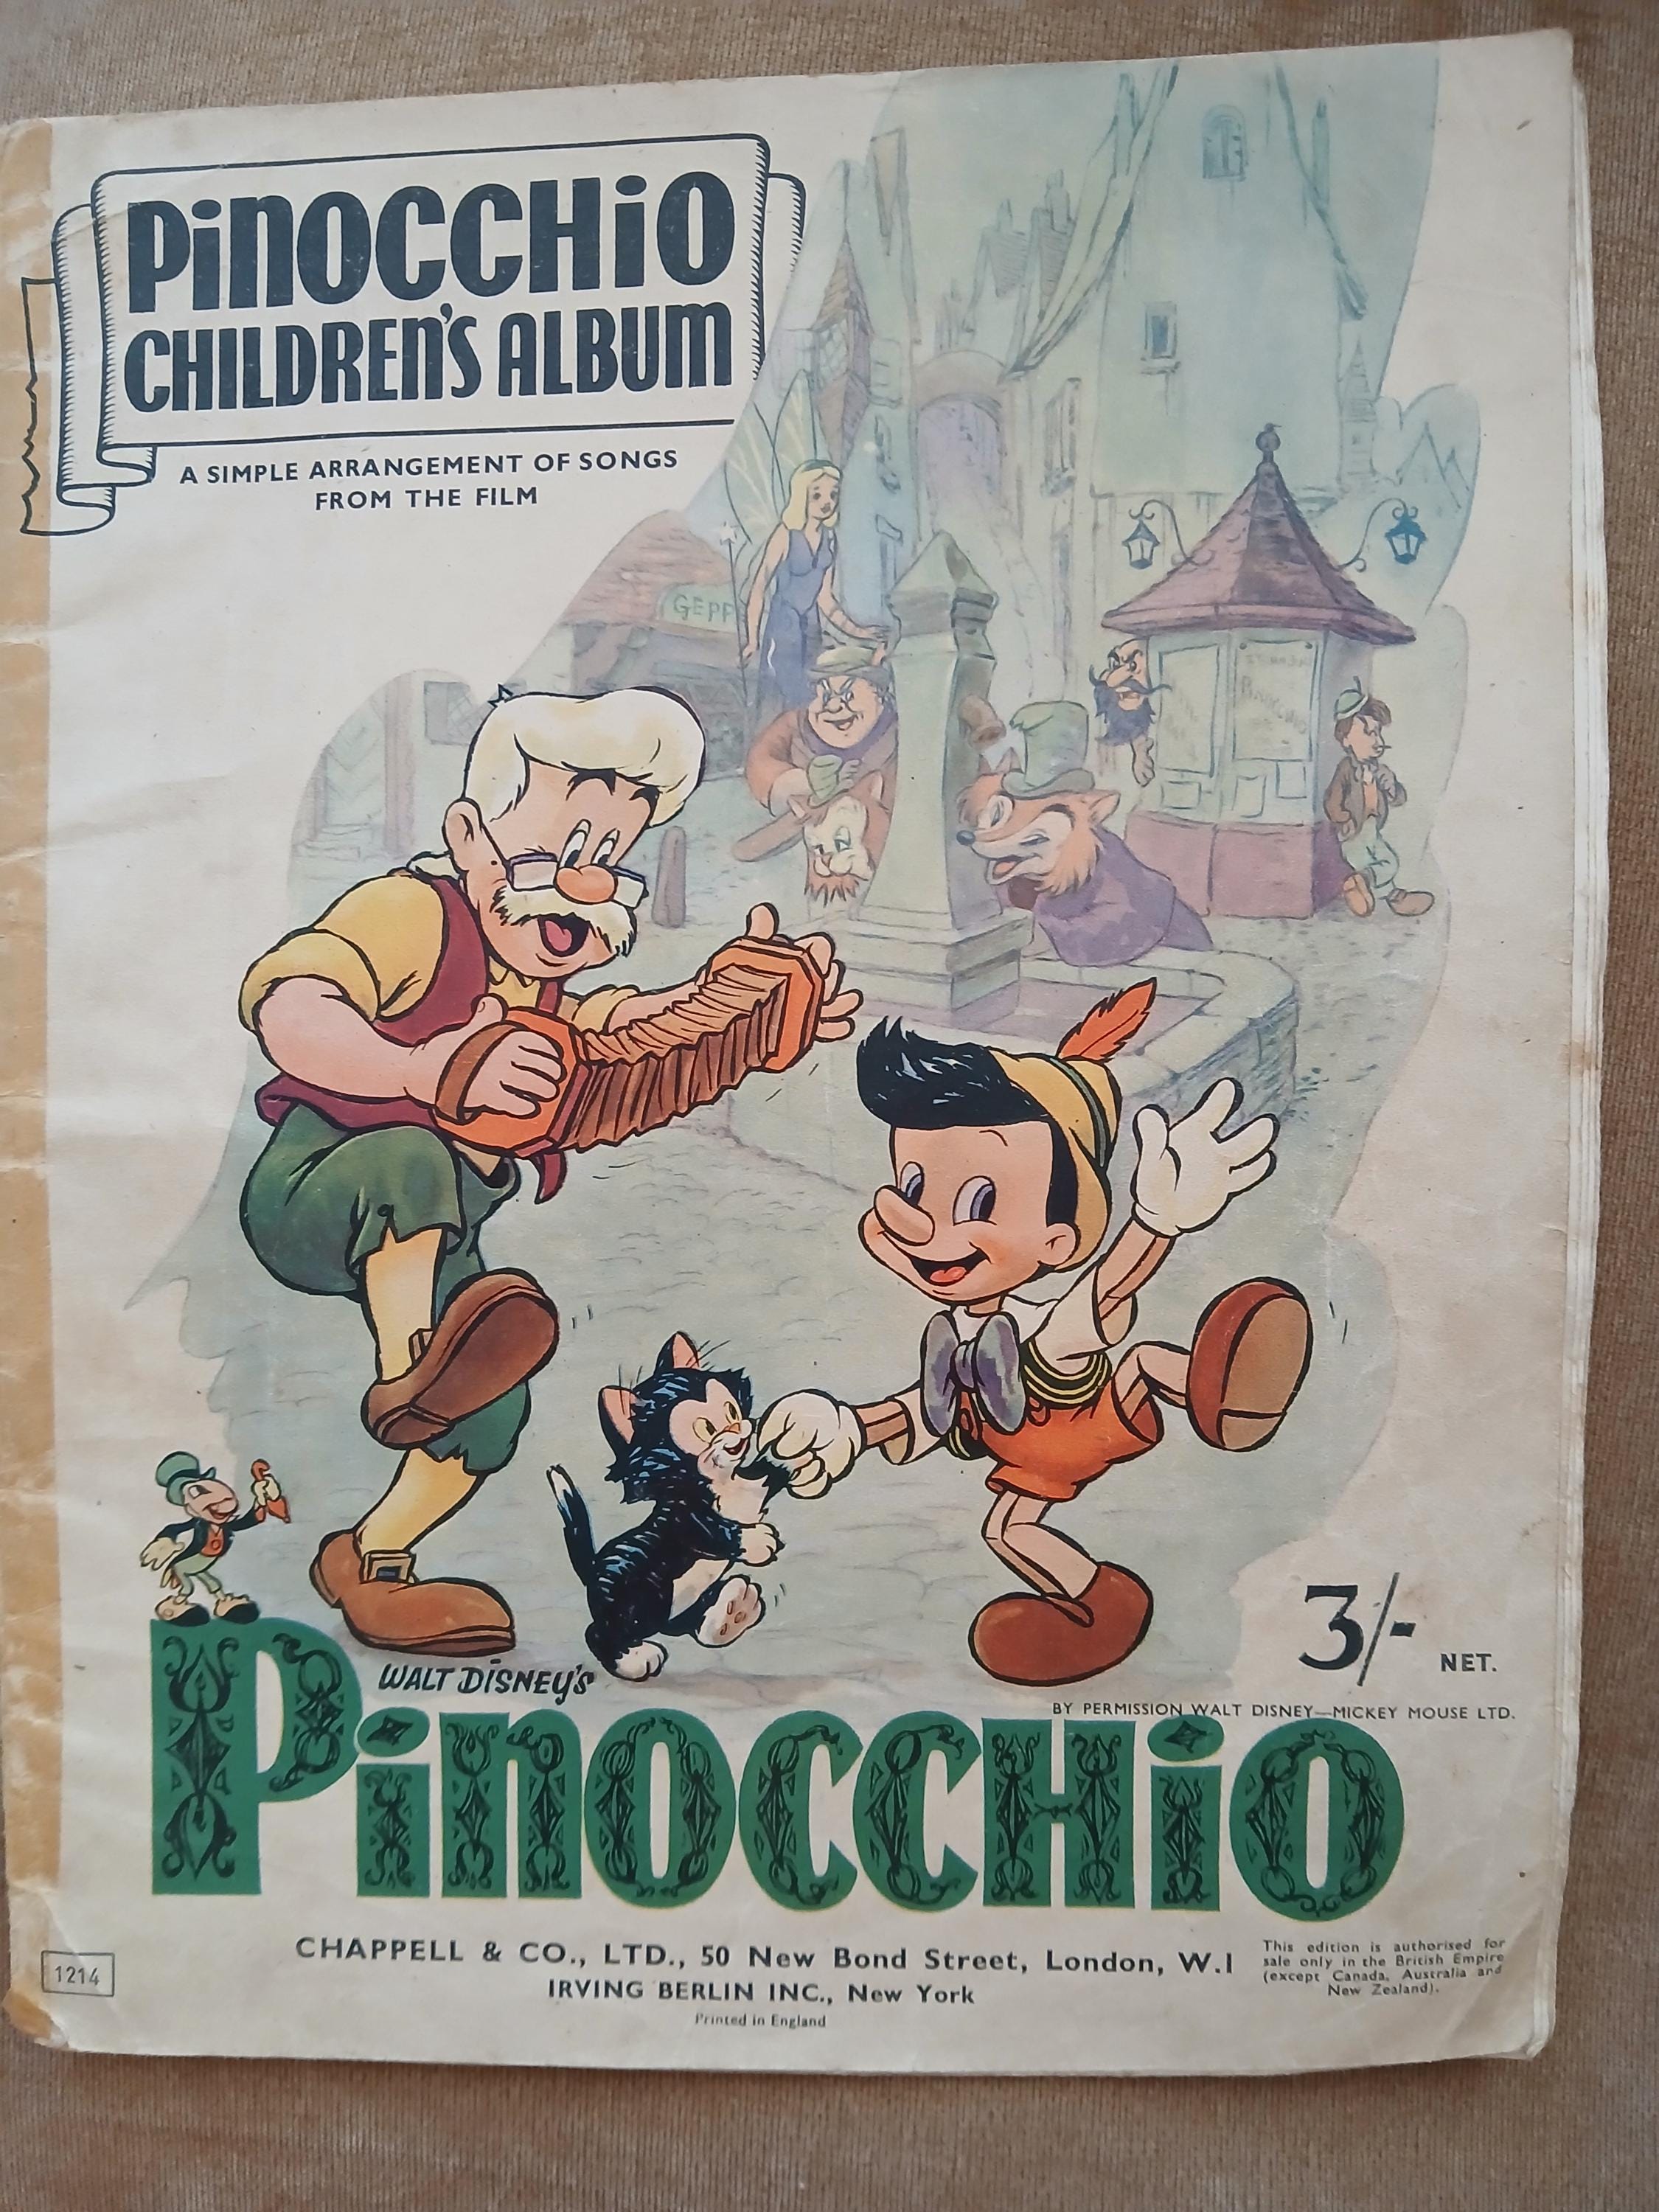 PiNOCCHiO
CHILDREN'S ALBUM
A SIMPLE ARRANGEMENT OF SONGS
FROM THE FILM
GEPP
3/- NET.
WALT DISNEY'S
BY PERMISSION WALT DISNEY—MICKEY MOUSE LTD.
PiNOCCHiO
CHAPPELL & CO., LTD., 50 New Bond Street, London, W.1
IRVING BERLIN INC., New York
Printed in England
This edition is authorised for
sale only in the British Empire
(except Canada, Australia and
New Zealand).
1214